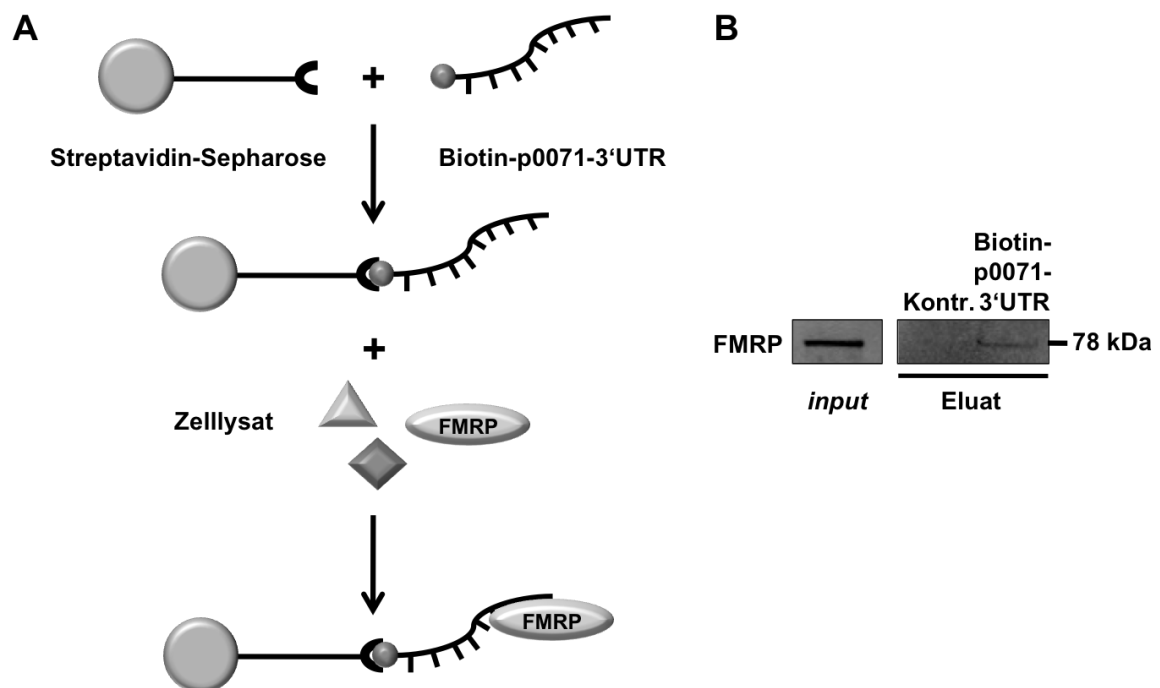 A
+
Streptavidin-Sepharose
Biotin-p0071-3‘UTR
+
Zelllysat
FMRP
FMRP
B
Biotin-
p0071-
Kontr. 3‘UTR
FMRP
78 kDa
input
Eluat